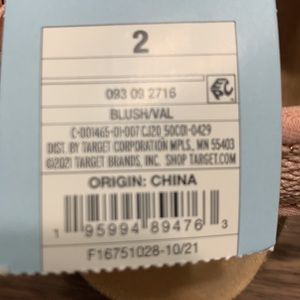 2
093 09 2716
BLUSH/VAL
C-001465-01-007 CJ20_50C01-0429
DIST. BY TARGET CORPORATION MPLS., MN 55403
©2021 TARGET BRANDS, INC. SHOP TARGET.COM
ORIGIN: CHINA
1 95994 89476 3
F16751028-10/21